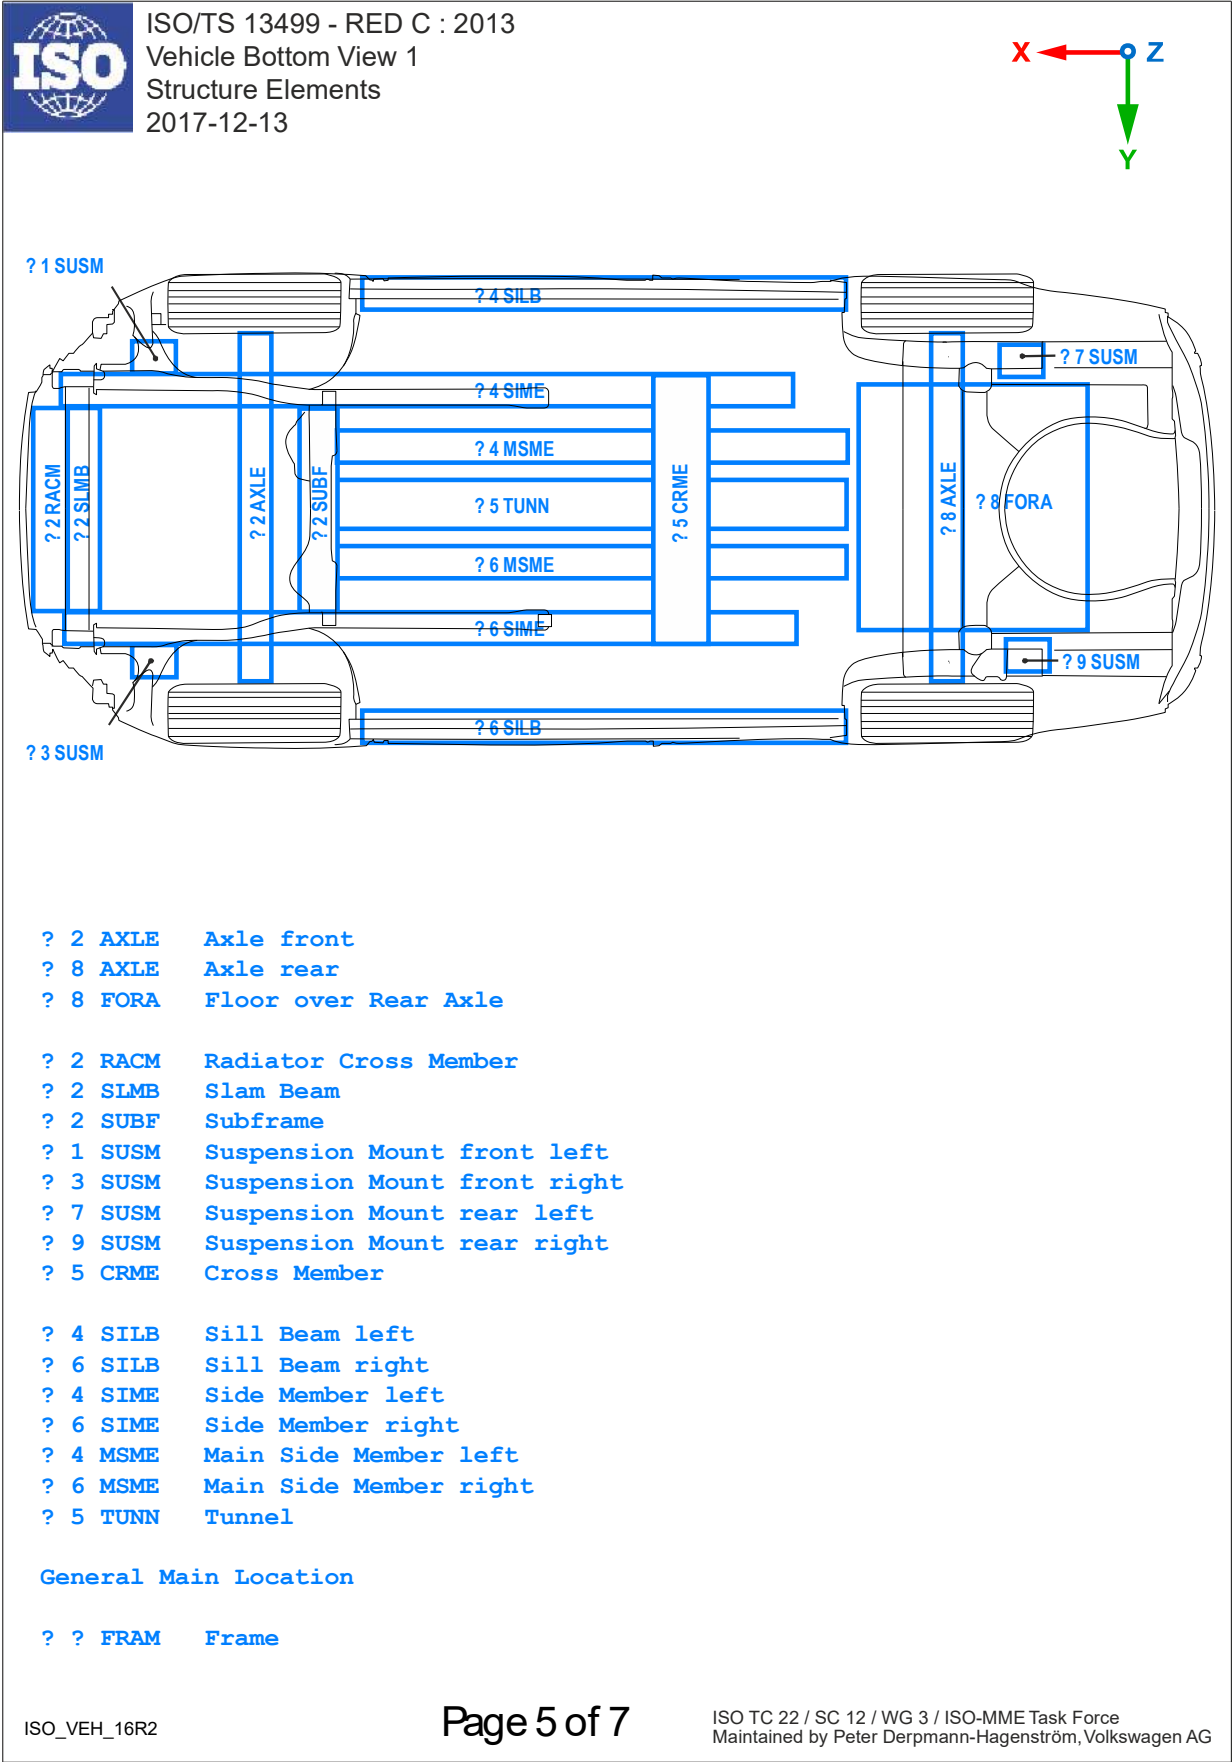 ISO
ISO/TS 13499 - RED C : 2013
Vehicle Bottom View 1
Structure Elements
2017-12-13
X
Z
Y
? 1 SUSM
? 4 SILB
? 7 SUSM
? 4 SIME
? 4 MSME
? 2 RACM
? 2 SLMB
? 2 AXLE
? 2 SUBF
? 5 TUNN
? 5 CRME
? 8 AXLE
? 8 FORA
? 6 MSME
? 6 SIME
? 9 SUSM
? 6 SILB
? 3 SUSM
? 2 AXLE Axle front
? 8 AXLE Axle rear
? 8 FORA Floor over Rear Axle
? 2 RACM Radiator Cross Member
? 2 SLMB Slam Beam
? 2 SUBF Subframe
? 1 SUSM Suspension Mount front left
? 3 SUSM Suspension Mount front right
? 7 SUSM Suspension Mount rear left
? 9 SUSM Suspension Mount rear right
? 5 CRME Cross Member
? 4 SILB Sill Beam left
? 6 SILB Sill Beam right
? 4 SIME Side Member left
? 6 SIME Side Member right
? 4 MSME Main Side Member left
? 6 MSME Main Side Member right
? 5 TUNN Tunnel
General Main Location
? ? FRAM Frame
ISO_VEH_16R2
Page 5 of 7
ISO TC 22 / SC 12 / WG 3 / ISO-MME Task Force
Maintained by Peter Derpmann-Hagenström, Volkswagen AG